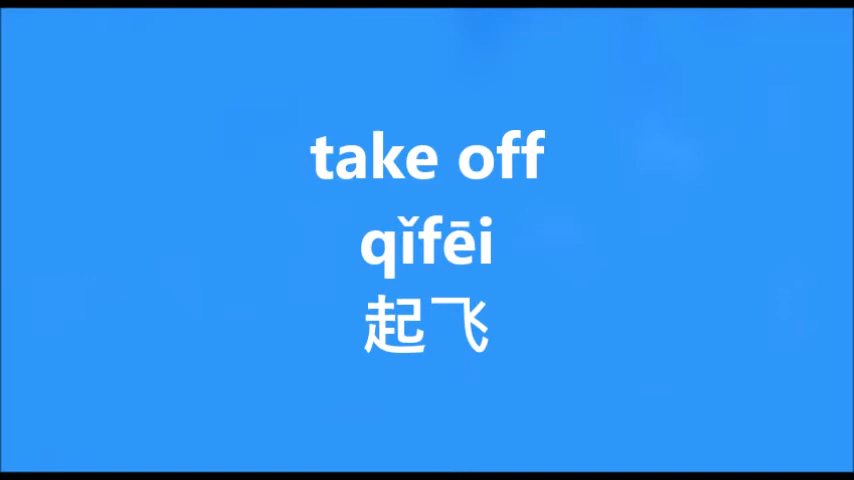 take off
qǐfēi
起飞